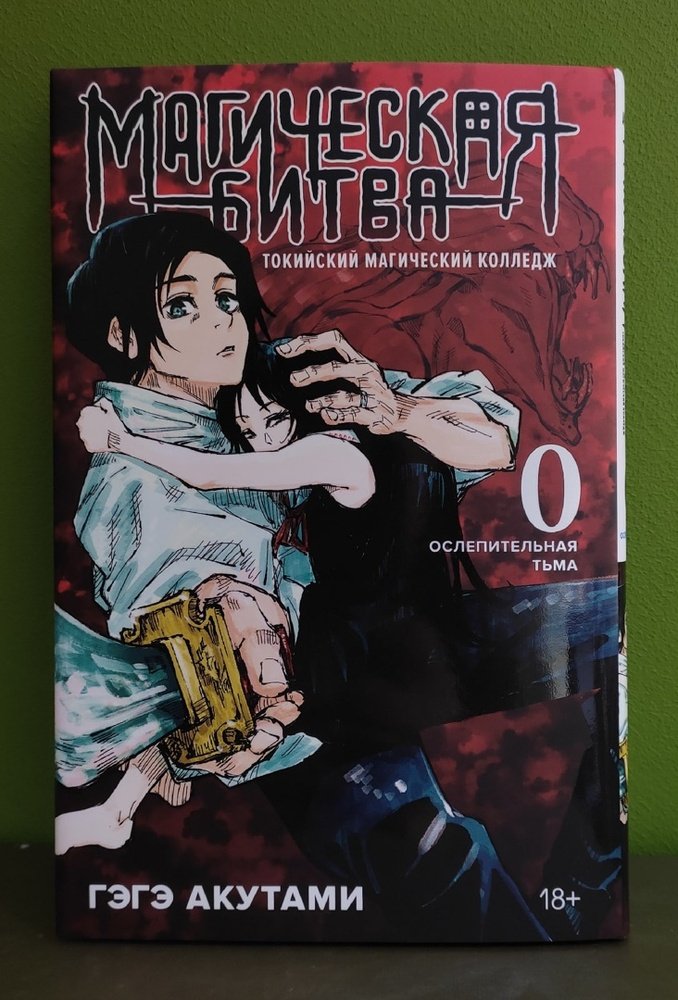 МАГИЧЕСКАЯ
БИТВА
ТОКИЙСКИЙ МАГИЧЕСКИЙ КОЛЛЕДЖ
0
ОСЛЕПИТЕЛЬНАЯ
ТЬМА
ГЭГЭ АКУТАМИ
18+